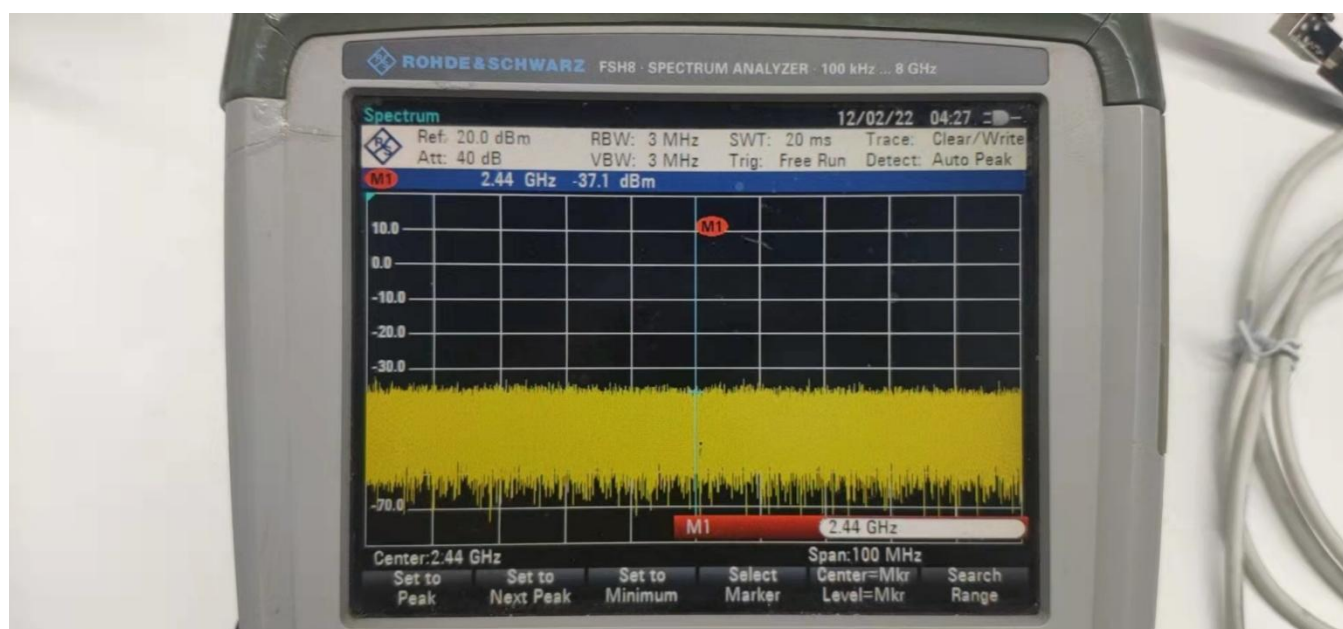 ROHDE&SCHWARZ FSH8 · SPECTRUM ANALYZER · 100 kHz ... 8 GHz
Spectrum 12/02/22 04:27
Ref: 20.0 dBm RBW: 3 MHz SWT: 20 ms Trace: Clear/Write
Att: 40 dB VBW: 3 MHz Trig: Free Run Detect: Auto Peak
M1 2.44 GHz -37.1 dBm
M1
10.0
0.0
-10.0
-20.0
-30.0
-70.0
M1 2.44 GHz
Center:2.44 GHz Span:100 MHz
Set to Set to Set to Select Center=Mkr Search
Peak Next Peak Minimum Marker Level=Mkr Range